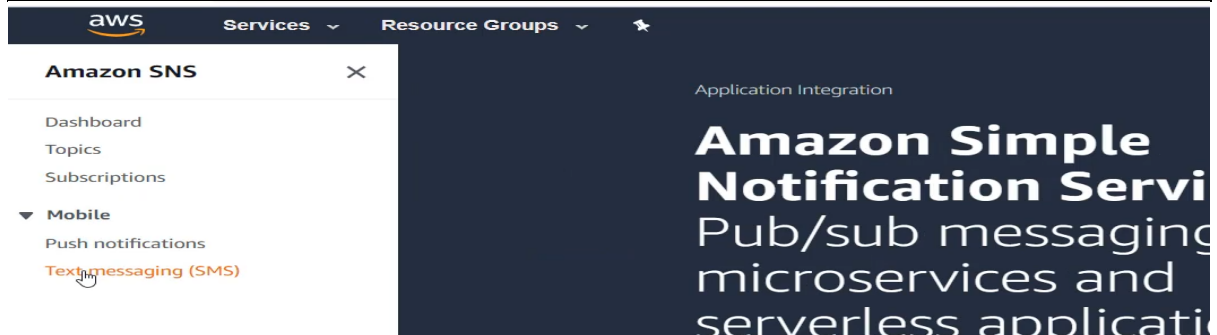 aws Services Resource Groups
Amazon SNS
Dashboard
Topics
Subscriptions
Mobile
Push notifications
Text messaging (SMS)
Application Integration
Amazon Simple
Notification Servi
Pub/sub messaging
microservices and
serverless applicati